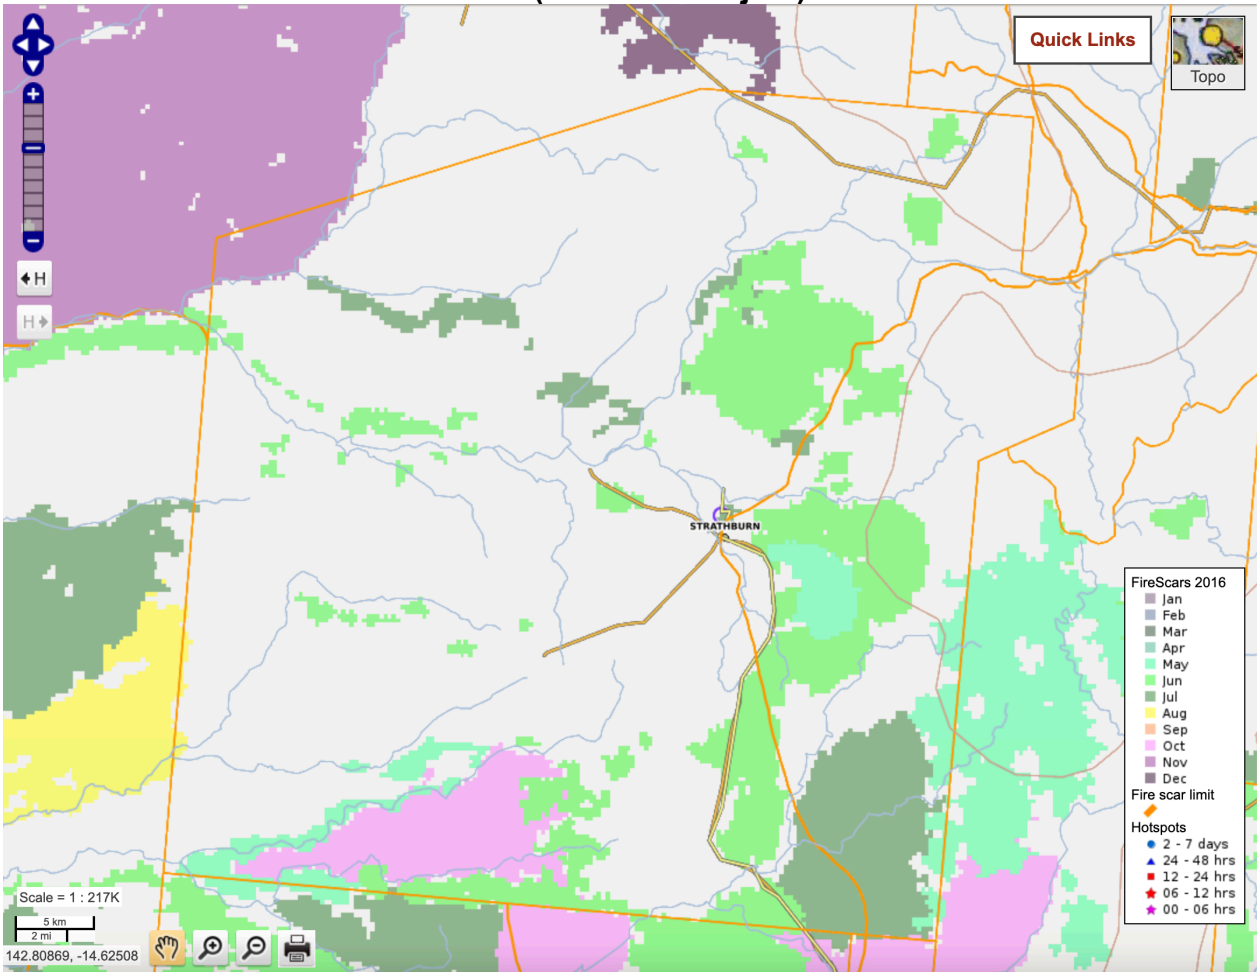 Quick Links
Topo
+
−
H
H
STRATHBURN
FireScars 2016
Jan
Feb
Mar
Apr
May
Jun
Jul
Aug
Sep
Oct
Nov
Dec
Fire scar limit
Hotspots
2 - 7 days
24 - 48 hrs
12 - 24 hrs
06 - 12 hrs
00 - 06 hrs
Scale = 1 : 217K
5 km
2 mi
142.80869, -14.62508